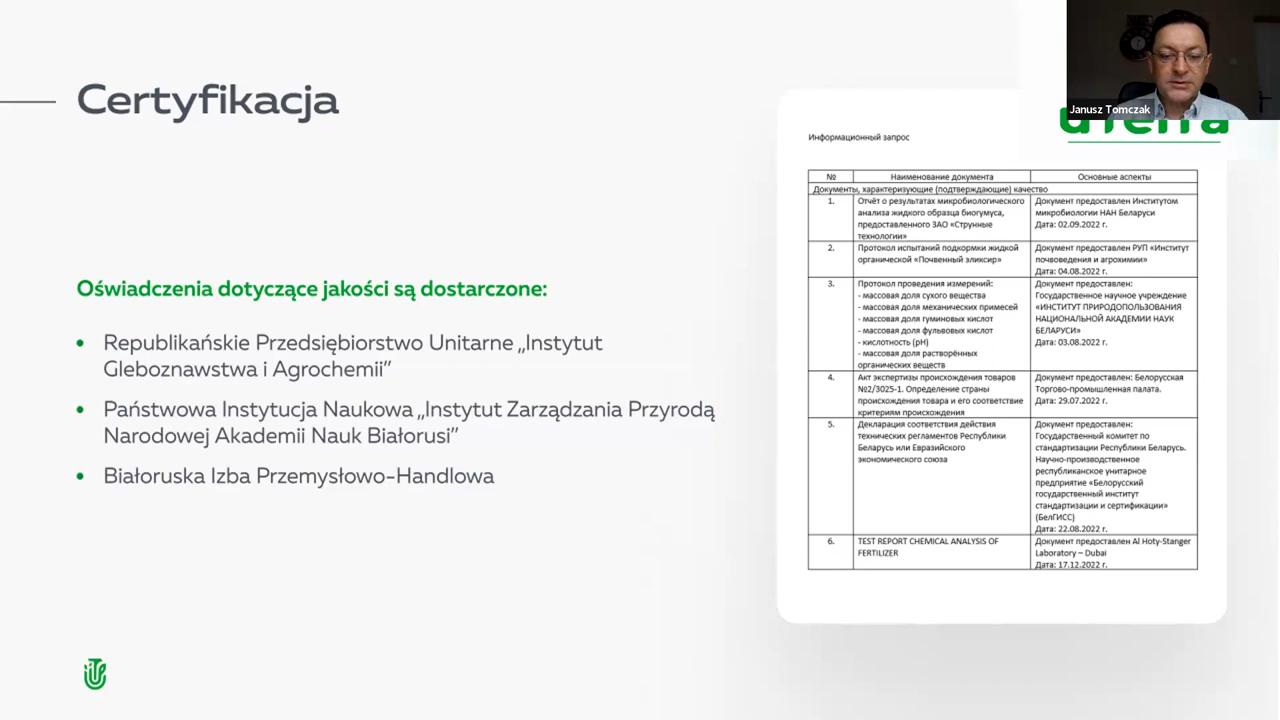 Certyfikacja
Janusz Tomczak
Oświadczenia dotyczące jakości są dostarczone:
• Republikańskie Przedsiębiorstwo Unitarne „Instytut
Gleboznawstwa i Agrochemii”
• Państwowa Instytucja Naukowa „Instytut Zarządzania Przyrodą
Narodowej Akademii Nauk Białorusi”
• Białoruska Izba Przemysłowo-Handlowa
Информационный запрос
№ Наименование документа Основные аспекты
Документы, характеризующие (подтверждающие) качество
1. Отчёт о результатах микробиологического Документ предоставлен Институтом
анализа жидкого образца биогумуса, микробиологии НАН Беларуси
предоставленного ЗАО «Струнные Дата: 02.09.2022 г.
технологии»
2. Протокол испытаний подкормки жидкой Документ предоставлен РУП «Институт
органической «Почвенный эликсир» почвоведения и агрохимии»
Дата: 04.08.2022 г.
3. Протокол проведения измерений: Документ предоставлен:
- массовая доля сухого вещества Государственное научное учреждение
- массовая доля механических примесей «ИНСТИТУТ ПРИРОДОПОЛЬЗОВАНИЯ
- массовая доля гуминовых кислот НАЦИОНАЛЬНОЙ АКАДЕМИИ НАУК
- массовая доля фульвовых кислот БЕЛАРУСИ»
- кислотность (pH) Дата: 03.08.2022 г.
- массовая доля растворённых
органических веществ
4. Акт экспертизы происхождения товаров Документ предоставлен: Белорусская
№2/3025-1. Определение страны Торгово-промышленная палата.
происхождения товара и его соответствие Дата: 29.07.2022 г.
критериям происхождения
5. Декларация соответствия действия Документ предоставлен:
технических регламентов Республики Государственный комитет по
Беларусь или Евразийского стандартизации Республики Беларусь.
экономического союза Научно-производственное
республиканское унитарное
предприятие «Белорусский
государственный институт
стандартизации и сертификации»
(БелГИСС)
Дата: 22.08.2022 г.
6. TEST REPORT CHEMICAL ANALYSIS OF Документ предоставлен Al Hoty-Stanger
FERTILIZER Laboratory – Dubai
Дата: 17.12.2022 г.